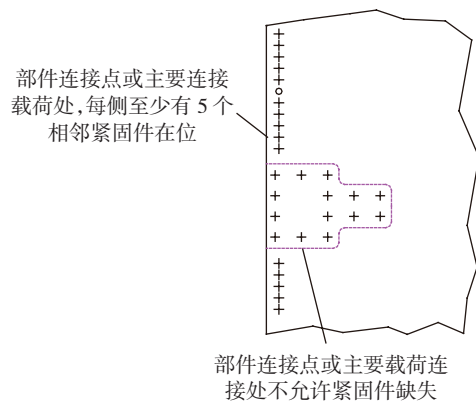 部件连接点或主要连接
载荷处,每侧至少有 5 个
相邻紧固件在位
部件连接点或主要载荷连
接处不允许紧固件缺失